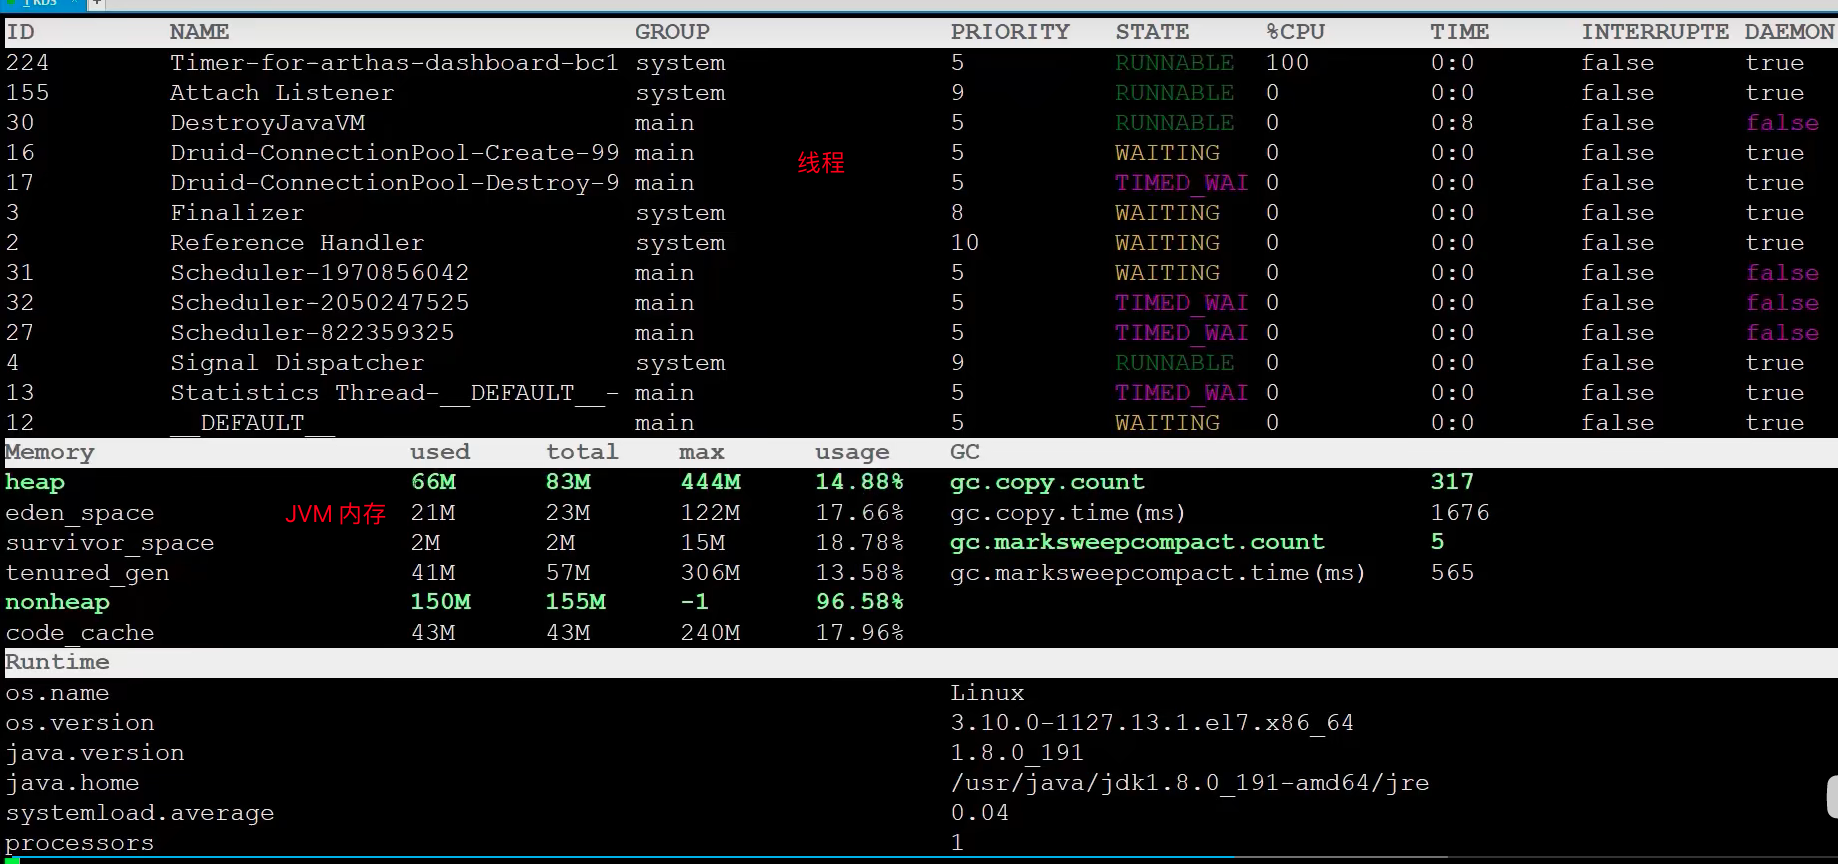 1 RDS × +
ID NAME GROUP PRIORITY STATE %CPU TIME INTERRUPTE DAEMON
224 Timer-for-arthas-dashboard-bc1 system 5 RUNNABLE 100 0:0 false true
155 Attach Listener system 9 RUNNABLE 0 0:0 false true
30 DestroyJavaVM main 5 RUNNABLE 0 0:8 false false
16 Druid-ConnectionPool-Create-99 main 5 WAITING 0 0:0 false true
线程
17 Druid-ConnectionPool-Destroy-9 main 5 TIMED_WAI 0 0:0 false true
3 Finalizer system 8 WAITING 0 0:0 false true
2 Reference Handler system 10 WAITING 0 0:0 false true
31 Scheduler-1970856042 main 5 WAITING 0 0:0 false false
32 Scheduler-2050247525 main 5 TIMED_WAI 0 0:0 false false
27 Scheduler-822359325 main 5 TIMED_WAI 0 0:0 false false
4 Signal Dispatcher system 9 RUNNABLE 0 0:0 false true
13 Statistics Thread-__DEFAULT__- main 5 TIMED_WAI 0 0:0 false true
12 __DEFAULT__ main 5 WAITING 0 0:0 false true
Memory used total max usage GC
heap 66M 83M 444M 14.88% gc.copy.count 317
eden_space JVM 内存 21M 23M 122M 17.66% gc.copy.time(ms) 1676
survivor_space 2M 2M 15M 18.78% gc.marksweepcompact.count 5
tenured_gen 41M 57M 306M 13.58% gc.marksweepcompact.time(ms) 565
nonheap 150M 155M -1 96.58%
code_cache 43M 43M 240M 17.96%
Runtime
os.name Linux
os.version 3.10.0-1127.13.1.el7.x86_64
java.version 1.8.0_191
java.home /usr/java/jdk1.8.0_191-amd64/jre
systemload.average 0.04
processors 1